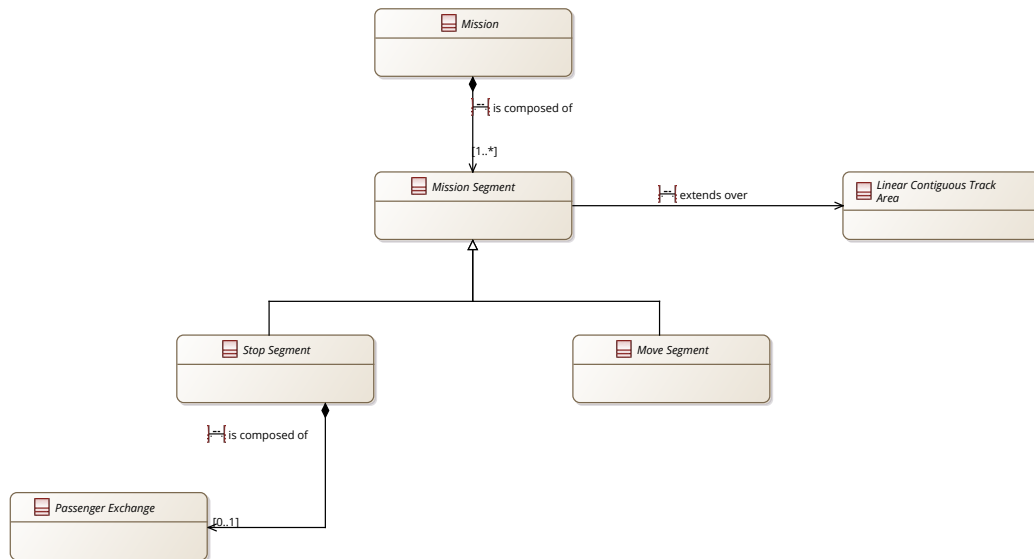 Mission
is composed of
[1..*]
Mission Segment
extends over
Linear Contiguous Track
Area
Stop Segment
Move Segment
is composed of
Passenger Exchange
[0..1]